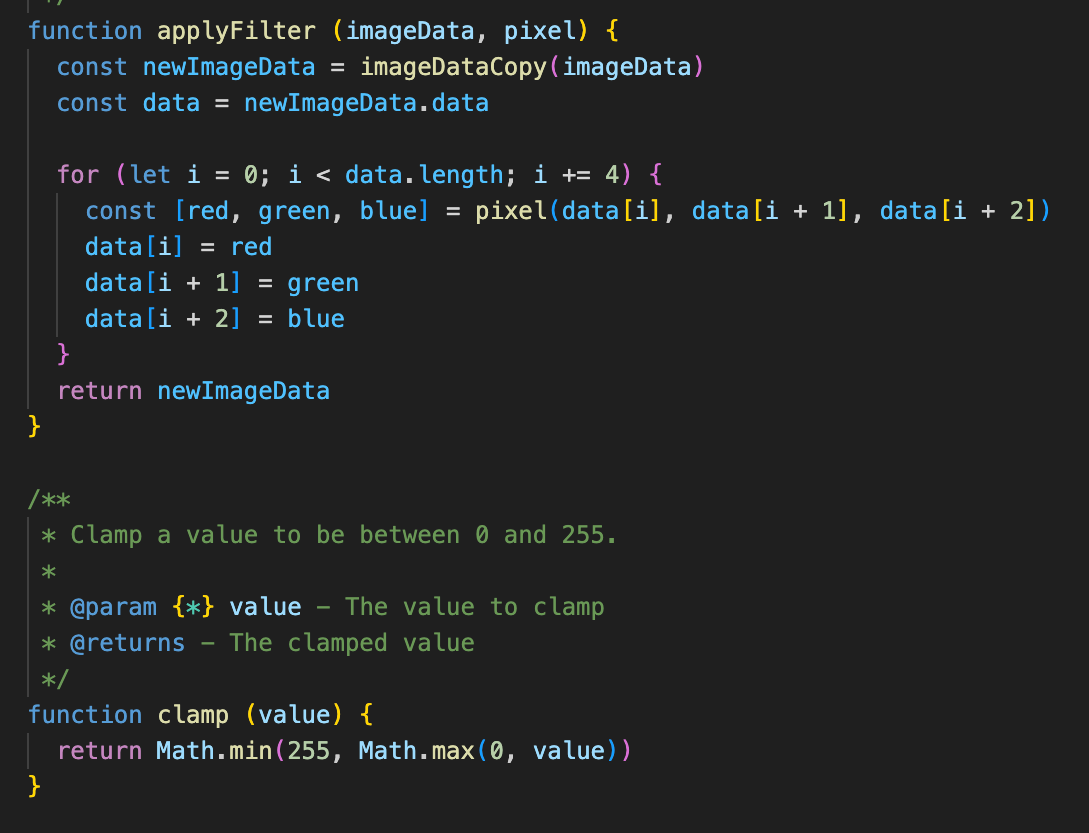 */
function applyFilter (imageData, pixel) {
  const newImageData = imageDataCopy(imageData)
  const data = newImageData.data

  for (let i = 0; i < data.length; i += 4) {
    const [red, green, blue] = pixel(data[i], data[i + 1], data[i + 2])
    data[i] = red
    data[i + 1] = green
    data[i + 2] = blue
  }
  return newImageData
}

/**
 * Clamp a value to be between 0 and 255.
 *
 * @param {*} value – The value to clamp
 * @returns – The clamped value
 */
function clamp (value) {
  return Math.min(255, Math.max(0, value))
}